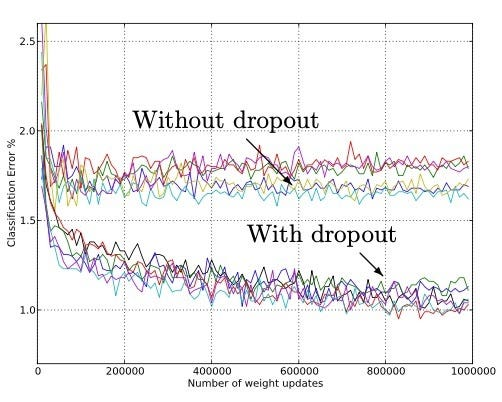 2.5
2.0
1.5
1.0
Classification Error %
Without dropout
With dropout
0
200000
400000
600000
800000
1000000
Number of weight updates